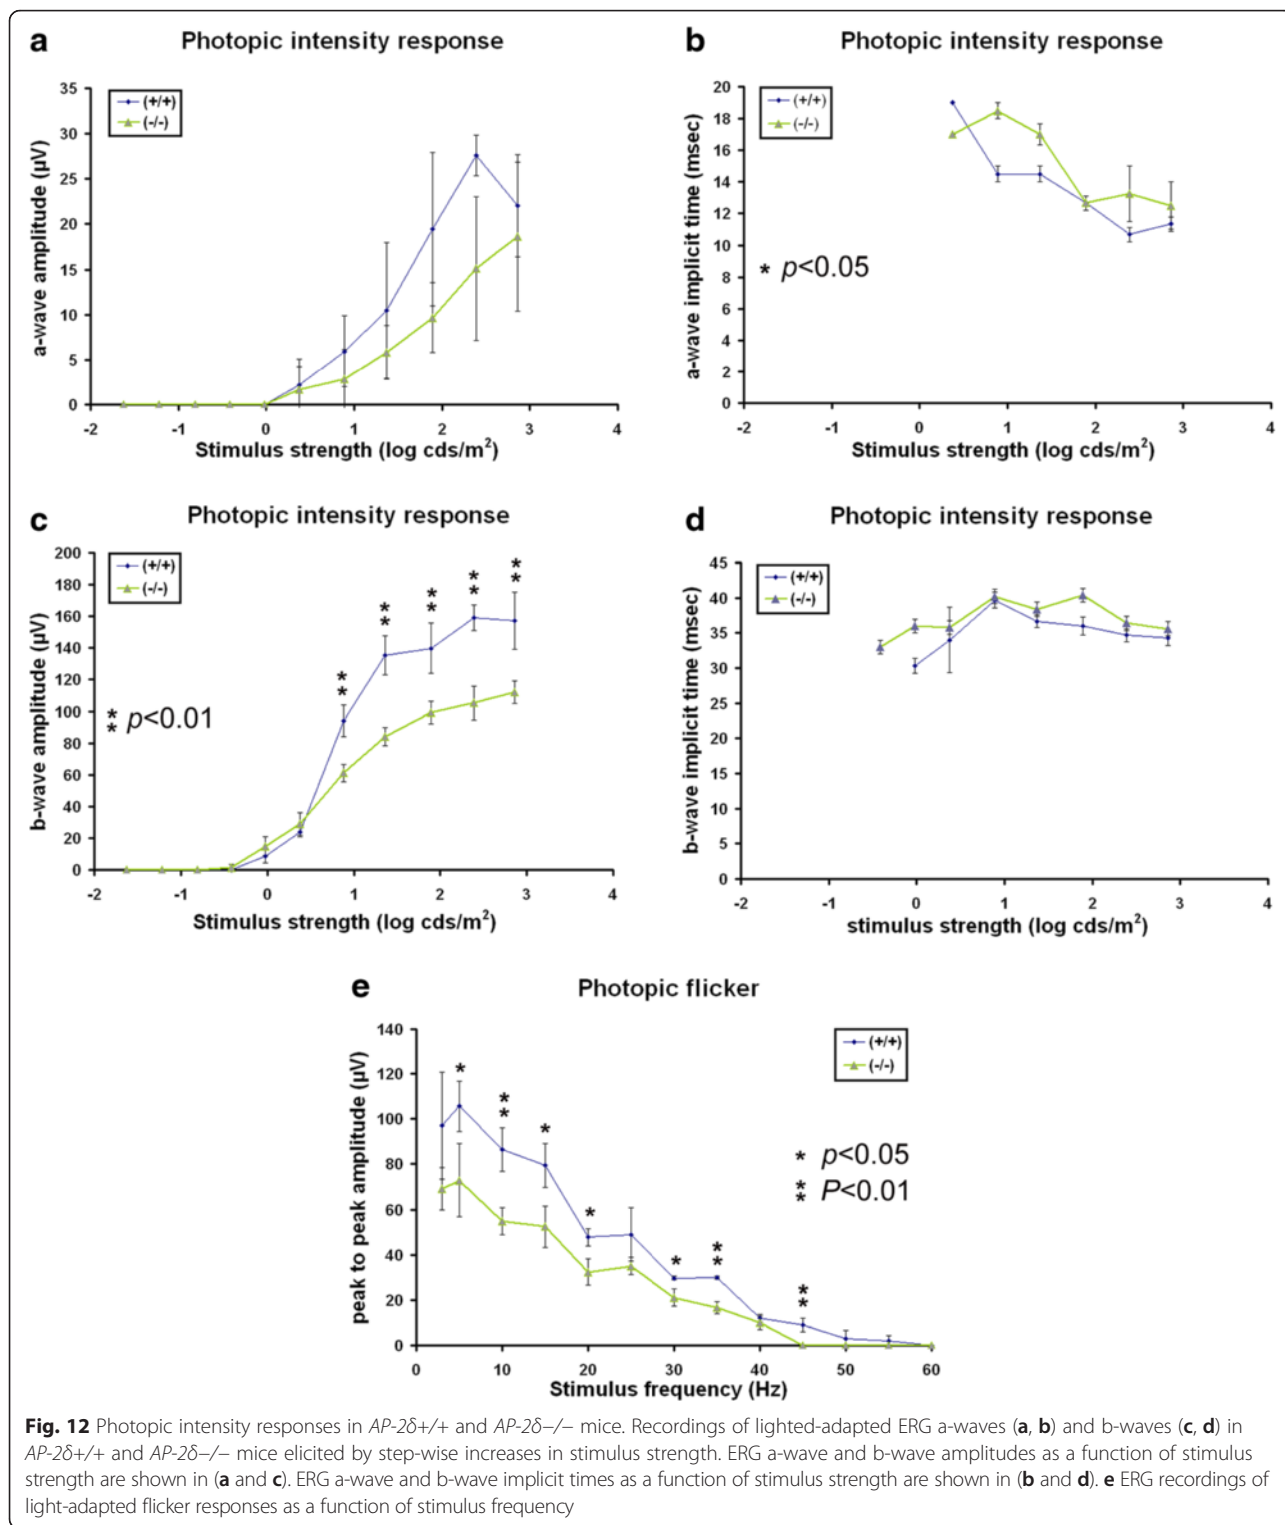 a
Photopic intensity response
(+/+)
(-/-)
a-wave amplitude (µV)
35
30
25
20
15
10
5
0
-2 -1 0 1 2 3 4
Stimulus strength (log cds/m²)
b
Photopic intensity response
(+/+)
(-/-)
a-wave implicit time (msec)
20
18
16
14
12
10
8
6
4
2
0
* p<0.05
-2 -1 0 1 2 3 4
Stimulus strength (log cds/m²)
c
Photopic intensity response
(+/+)
(-/-)
b-wave amplitude (µV)
200
180
160
140
120
100
80
60
40
20
0
** ** ** ** **
** p<0.01
-2 -1 0 1 2 3 4
Stimulus strength (log cds/m²)
d
Photopic intensity response
(+/+)
(-/-)
b-wave implicit time (msec)
45
40
35
30
25
20
15
10
5
0
-2 -1 0 1 2 3 4
stimulus strength (log cds/m²)
e
Photopic flicker
(+/+)
(-/-)
peak to peak amplitude (µV)
140
120
100
80
60
40
20
0
* ** * * * ** **
* p<0.05
** P<0.01
0 10 20 30 40 50 60
Stimulus frequency (Hz)
Fig. 12 Photopic intensity responses in AP-2δ+/+ and AP-2δ−/− mice. Recordings of lighted-adapted ERG a-waves (a, b) and b-waves (c, d) in
AP-2δ+/+ and AP-2δ−/− mice elicited by step-wise increases in stimulus strength. ERG a-wave and b-wave amplitudes as a function of stimulus
strength are shown in (a and c). ERG a-wave and b-wave implicit times as a function of stimulus strength are shown in (b and d). e ERG recordings of
light-adapted flicker responses as a function of stimulus frequency